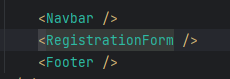 <Navbar />
<RegistrationForm />
<Footer />